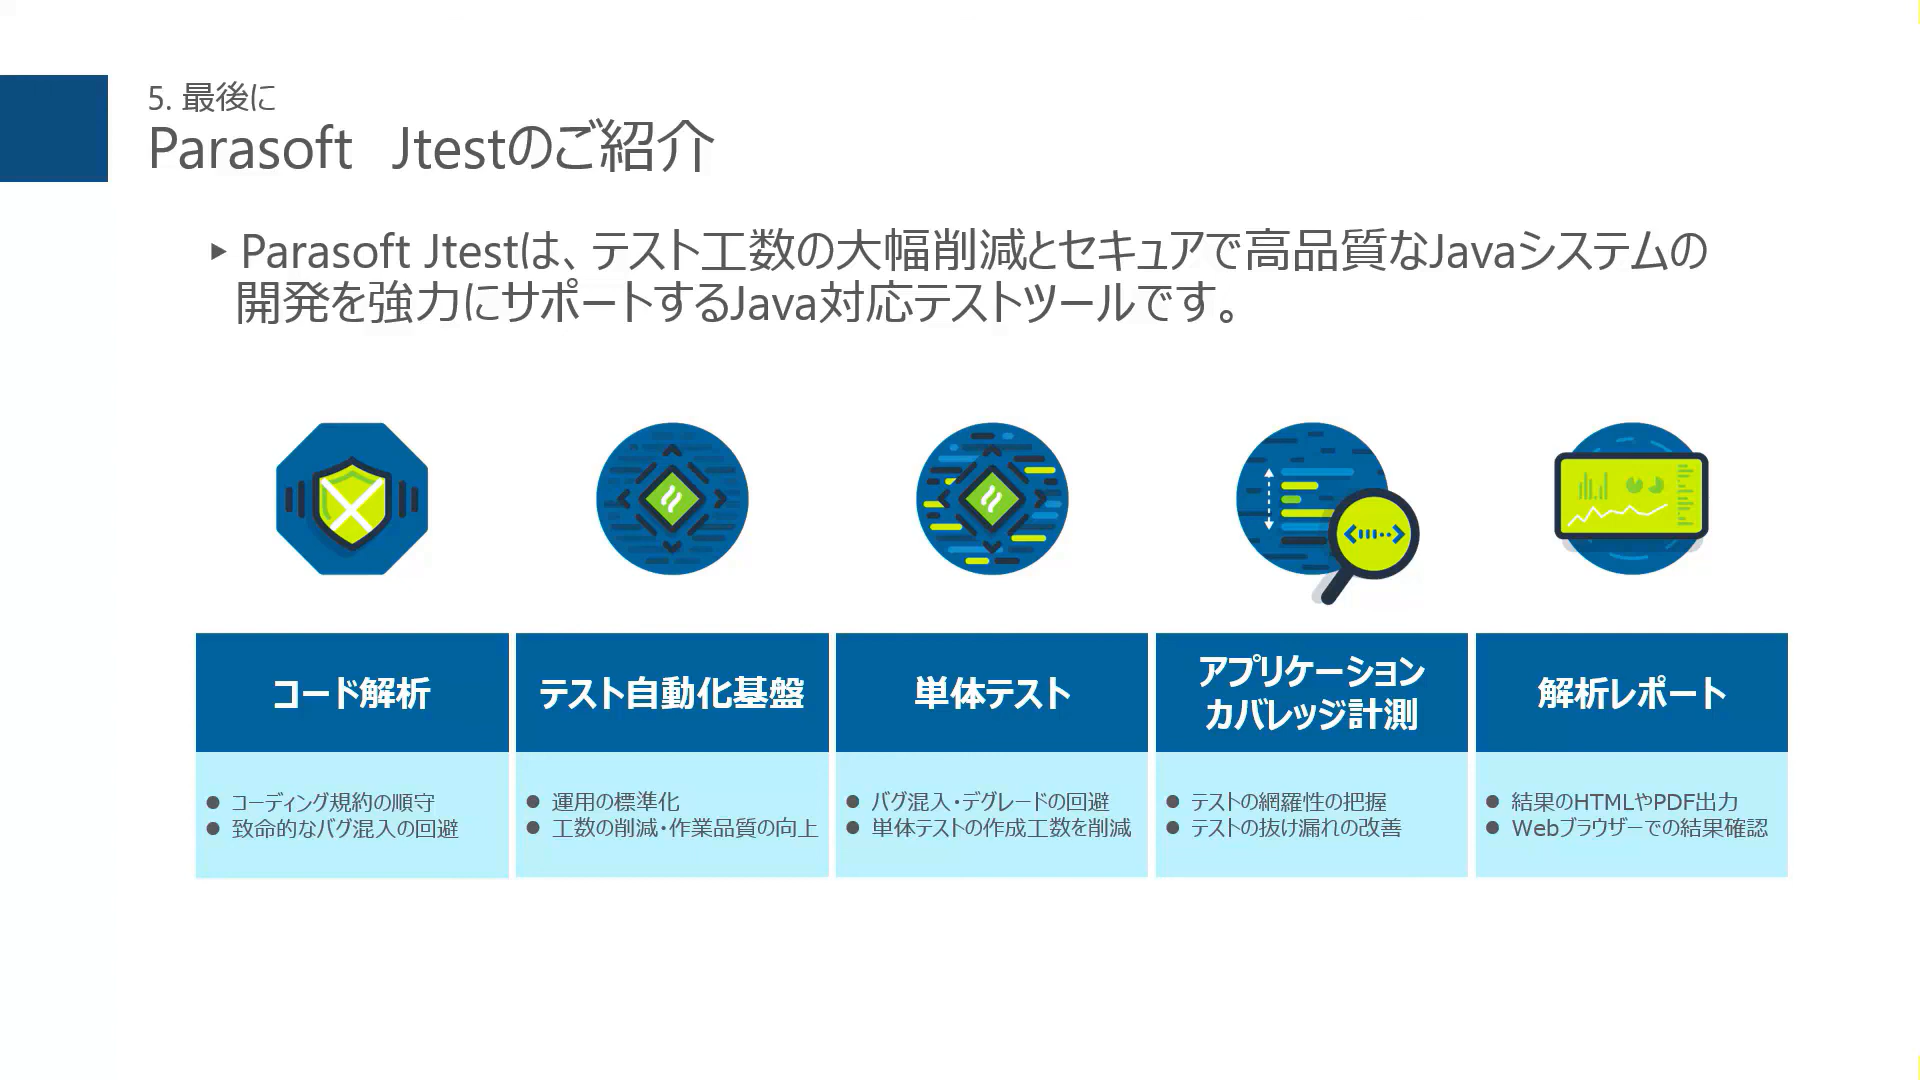 5. 最後に
Parasoft Jtestのご紹介
▸ Parasoft Jtestは、テスト工数の大幅削減とセキュアで高品質なJavaシステムの
開発を強力にサポートするJava対応テストツールです。
コード解析
● コーディング規約の順守
● 致命的なバグ混入の回避
テスト自動化基盤
● 運用の標準化
● 工数の削減・作業品質の向上
単体テスト
● バグ混入・デグレードの回避
● 単体テストの作成工数を削減
アプリケーション
カバレッジ計測
● テストの網羅性の把握
● テストの抜け漏れの改善
解析レポート
● 結果のHTMLやPDF出力
● Webブラウザーでの結果確認